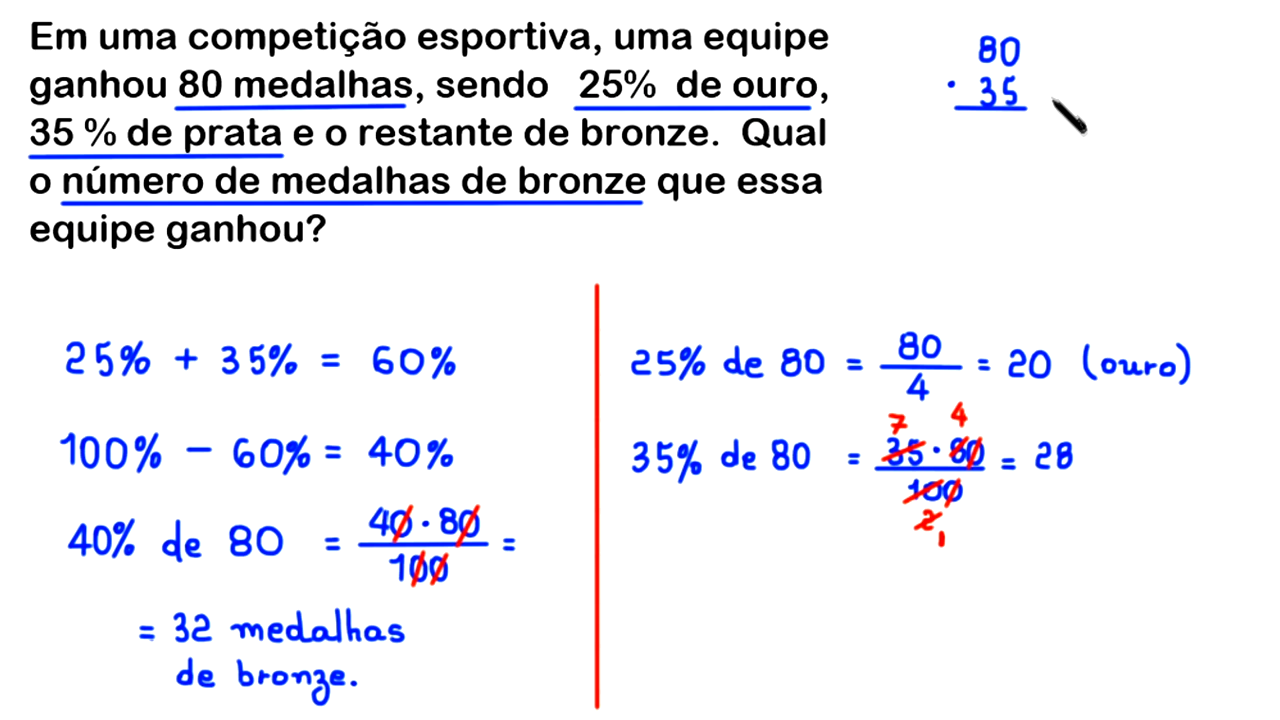 Em uma competição esportiva, uma equipe
ganhou 80 medalhas, sendo 25% de ouro,
35 % de prata e o restante de bronze. Qual
o número de medalhas de bronze que essa
equipe ganhou?
80
· 35
25% + 35% = 60%
100% - 60% = 40%
40% de 80 = 40 · 80 / 100 =
= 32 medalhas
de bronze.
25% de 80 = 80 / 4 = 20 (ouro)
7 4
35% de 80 = 35 · 80 / 100 = 28
2
1